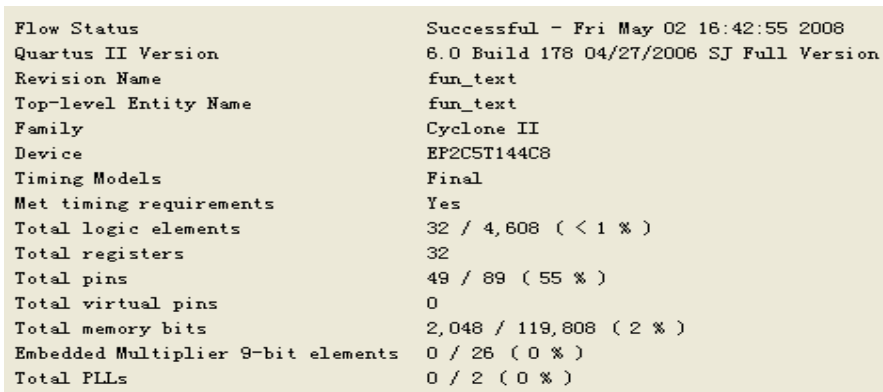 Flow Status Successful - Fri May 02 16:42:55 2008
Quartus II Version 6.0 Build 178 04/27/2006 SJ Full Version
Revision Name fun_text
Top-level Entity Name fun_text
Family Cyclone II
Device EP2C5T144C8
Timing Models Final
Met timing requirements Yes
Total logic elements 32 / 4,608 ( < 1 % )
Total registers 32
Total pins 49 / 89 ( 55 % )
Total virtual pins 0
Total memory bits 2,048 / 119,808 ( 2 % )
Embedded Multiplier 9-bit elements 0 / 26 ( 0 % )
Total PLLs 0 / 2 ( 0 % )